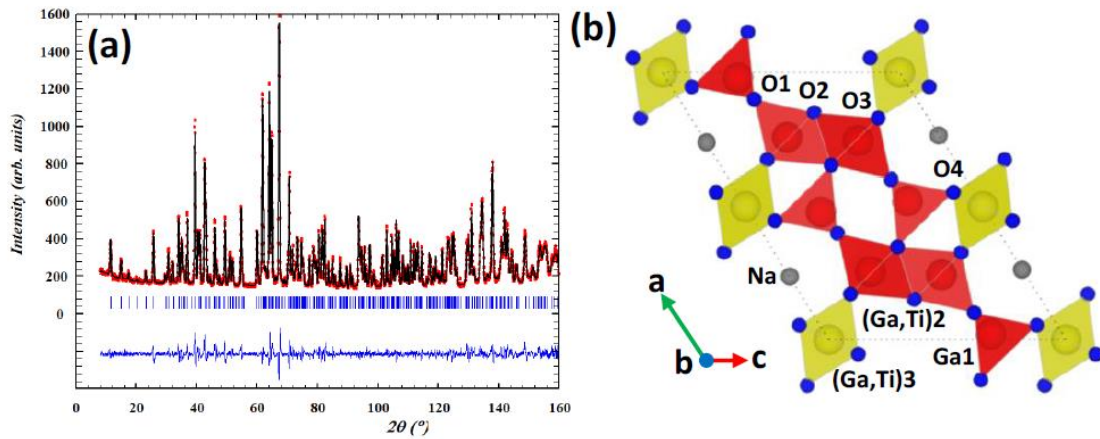 (a)
Intensity (arb. units)
1600
1400
1200
1000
800
600
400
200
0
0 20 40 60 80 100 120 140 160
2θ (°)
(b)
O1 O2 O3
O4
Na
(Ga,Ti)2
Ga1
(Ga,Ti)3
a
b
c